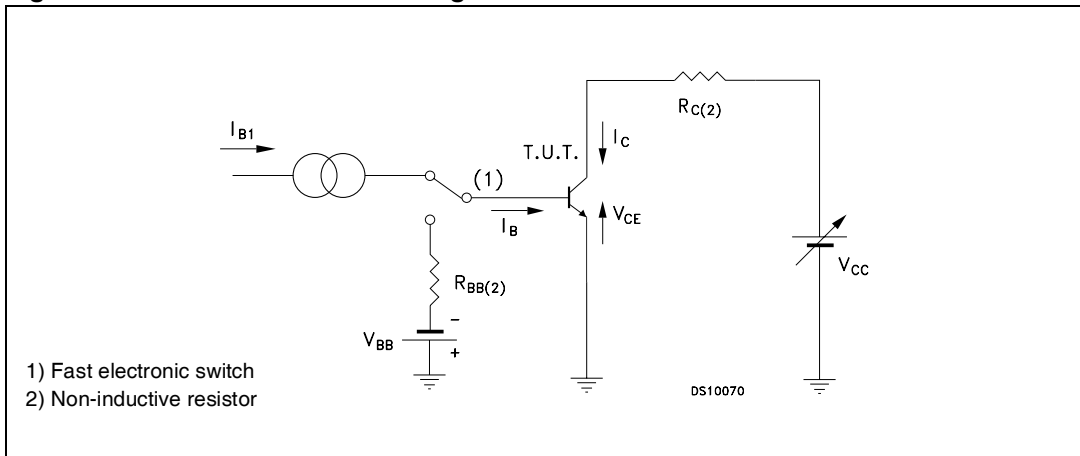 I_B1
R_C(2)
I_C
T.U.T.
(1)
V_CE
I_B
V_CC
R_BB(2)
-
V_BB
+
1) Fast electronic switch
2) Non-inductive resistor
DS10070